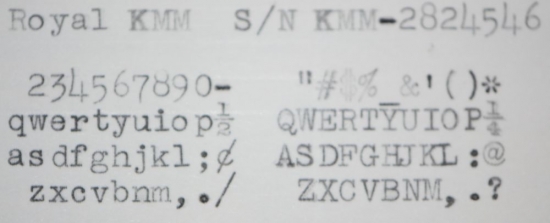 Royal KMM S/N KMM-2824546
234567890- "#$%_&'()*
qwertyuiop½ QWERTYUIOP¼
asdfghjkl;¢ ASDFGHJKL:@
zxcvbnm,./ ZXCVBNM,.?